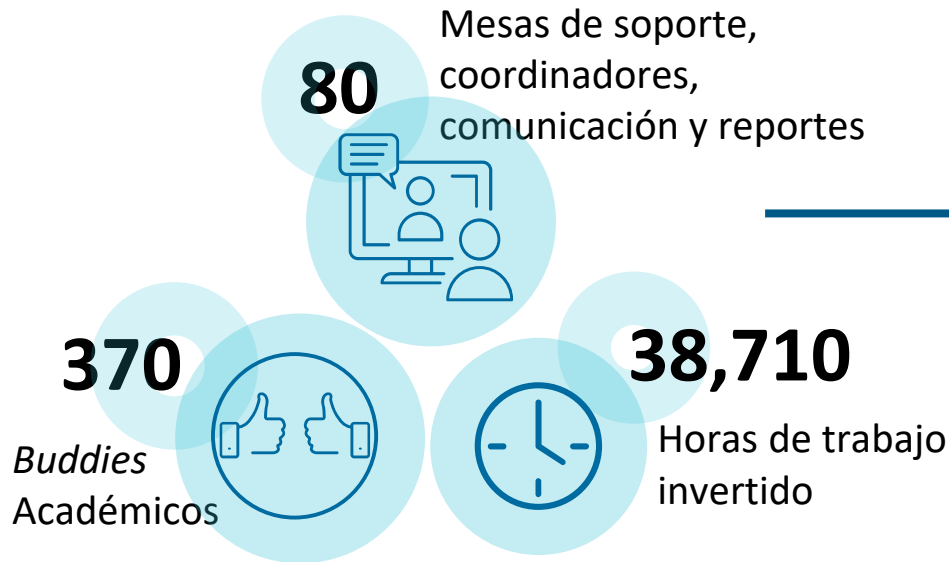 80
Mesas de soporte,
coordinadores,
comunicación y reportes
370
Buddies
Académicos
38,710
Horas de trabajo
invertido